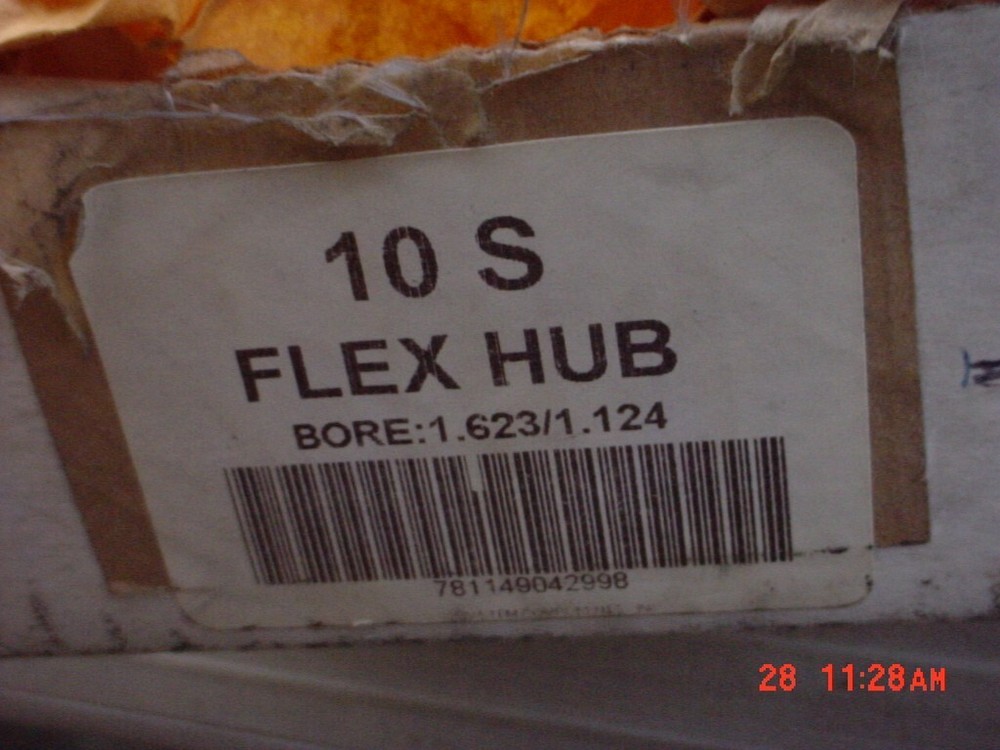 10 S
FLEX HUB
BORE:1.623/1.124
781149042998
28 11:28AM